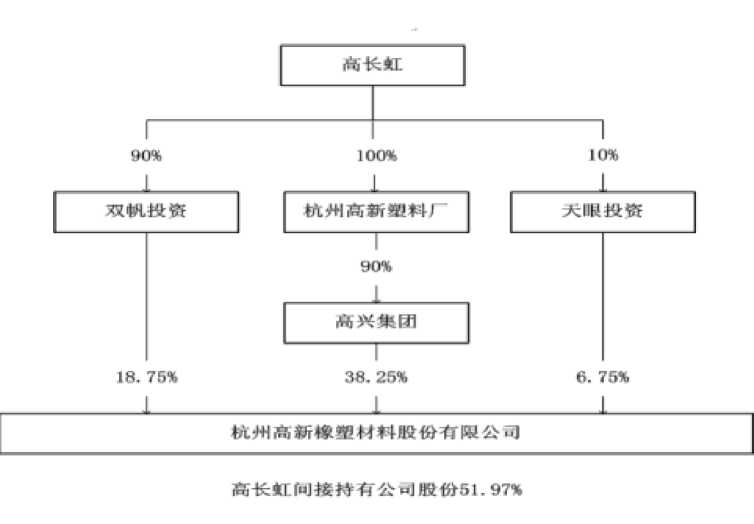 高长虹
90%
100%
10%
双帆投资
杭州高新塑料厂
天眼投资
90%
高兴集团
18.75%
38.25%
6.75%
杭州高新橡塑材料股份有限公司
高长虹间接持有公司股份51.97%